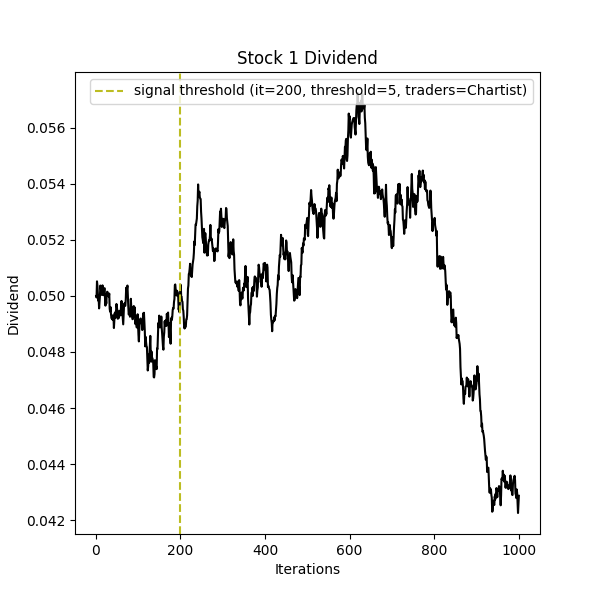 Stock 1 Dividend
signal threshold (it=200, threshold=5, traders=Chartist)
0.056
0.054
0.052
0.050
0.048
0.046
0.044
0.042
Dividend
0 200 400 600 800 1000
Iterations